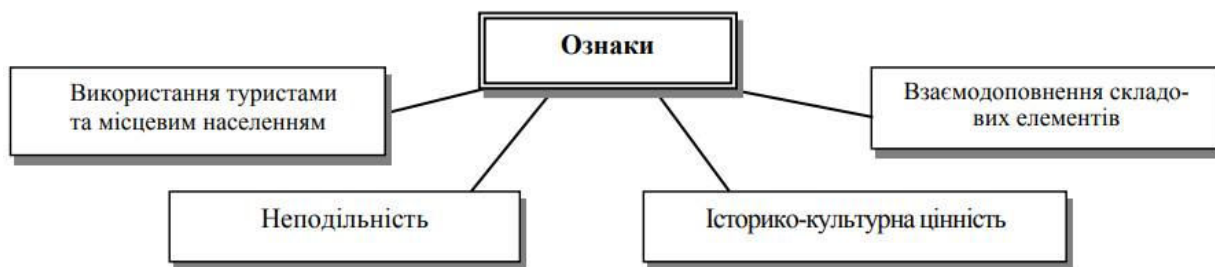 Ознаки
Використання туристами
та місцевим населенням
Взаємодоповнення складо-
вих елементів
Неподільність
Історико-культурна цінність